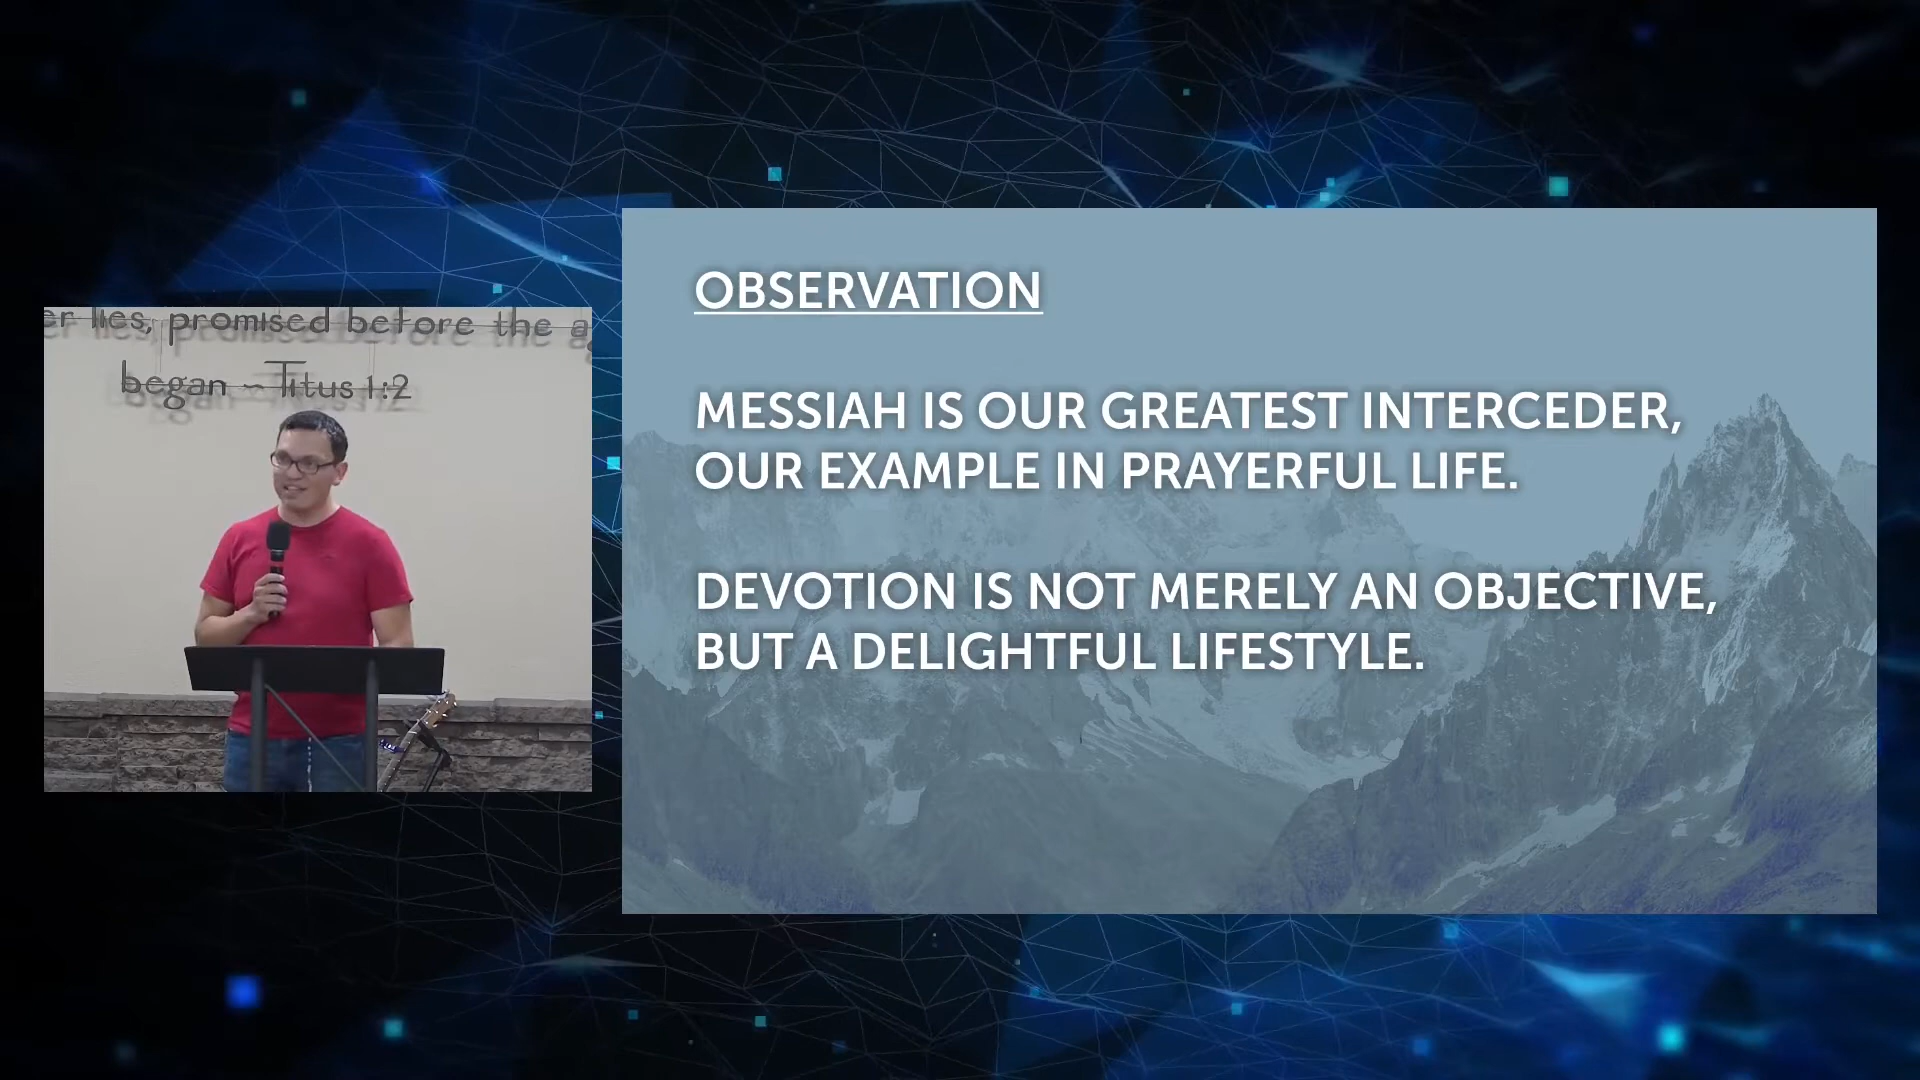 er lies, promised before the a
began ~ Titus 1:2
OBSERVATION
MESSIAH IS OUR GREATEST INTERCEDER,
OUR EXAMPLE IN PRAYERFUL LIFE.
DEVOTION IS NOT MERELY AN OBJECTIVE,
BUT A DELIGHTFUL LIFESTYLE.